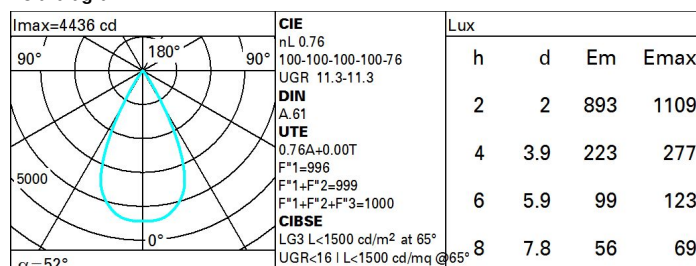 Imax=4436 cd
90° 180° 90°
5000
0°
α=52°
CIE
nL 0.76
100-100-100-100-76
UGR 11.3-11.3
DIN
A.61
UTE
0.76A+0.00T
F"1=996
F"1+F"2=999
F"1+F"2+F"3=1000
CIBSE
LG3 L<1500 cd/m² at 65°
UGR<16 | L<1500 cd/mq @65°
Lux
h d Em Emax
2 2 893 1109
4 3.9 223 277
6 5.9 99 123
8 7.8 56 69